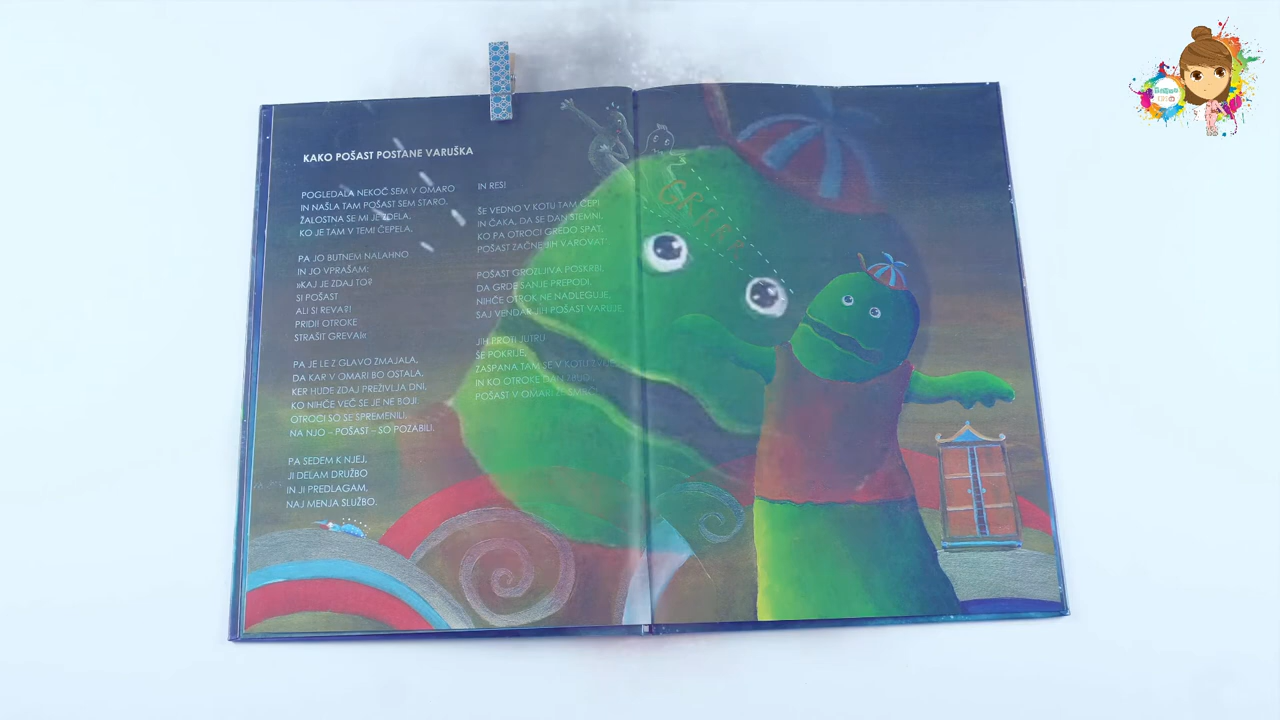 KAKO POŠAST POSTANE VARUŠKA
POGLEDALA NEKOČ SEM V OMARO
IN NAŠLA TAM POŠAST SEM STARO.
ŽALOSTNA SE MI JE ZDELA,
KO JE TAM V TEMI ČEPELA.
PA JO BUTNEM NALAHNO
IN JO VPRAŠAM:
»KAJ JE ZDAJ TO?
SI POŠAST
ALI SI REVA?!
PRIDI! OTROKE
STRAŠIT GREVA!«
PA JE LE Z GLAVO ZMAJALA,
DA KAR V OMARI BO OSTALA,
KER HUDE ZDAJ PREŽIVLJA DNI,
KO NIHČE VEČ SE JE NE BOJI.
OTROCI SO SE SPREMENILI,
NA NJO – POŠAST – SO POZABILI.
PA SEDEM K NJEJ,
JI DELAM DRUŽBO
IN JI PREDLAGAM,
NAJ MENJA SLUŽBO.
IN RES!
ŠE VEDNO V KOTU TAM ČEPI
IN ČAKA, DA SE DAN STEMNI.
KO PA OTROCI GREDO SPAT,
POŠAST ZAČNE JIH VAROVAT.
POŠAST GROZLJIVA POSKRBI,
DA GRDE SANJE PREPODI.
NIHČE OTROK NE NADLEGUJE,
SAJ VENDAR JIH POŠAST VARUJE.
JIH PROTI JUTRU
ŠE POKRIJE,
ZASPANA TAM SE V KOTU ZVIJE
IN KO OTROKE DAN
POŠAST V OMARI
GRRRR